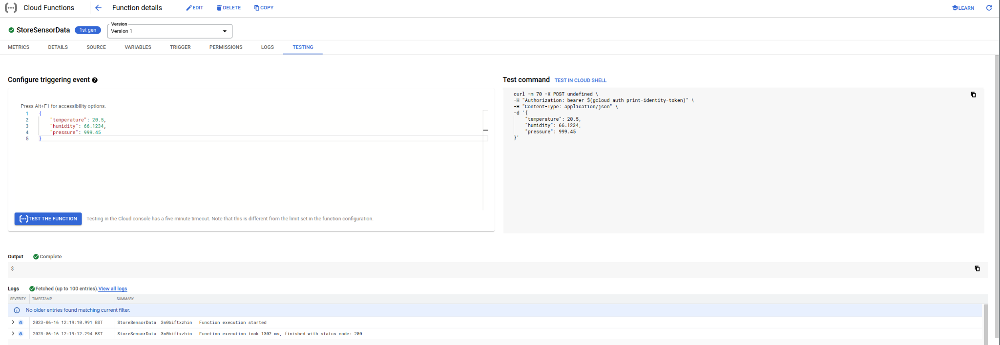 Cloud Functions
Function details
EDIT
DELETE
COPY
LEARN
StoreSensorData
1st gen
Version
Version 1
METRICS
DETAILS
SOURCE
VARIABLES
TRIGGER
PERMISSIONS
LOGS
TESTING
Configure triggering event
Press Alt+F1 for accessibility options.
1 {
2 "temperature": 20.5,
3 "humidity": 66.1234,
4 "pressure": 999.45
5 }
TEST THE FUNCTION
Testing in the Cloud console has a five-minute timeout. Note that this is different from the limit set in the function configuration.
Test command
TEST IN CLOUD SHELL
curl -m 70 -X POST undefined \
-H "Authorization: bearer $(gcloud auth print-identity-token)" \
-H "Content-Type: application/json" \
-d '{
"temperature": 20.5,
"humidity": 66.1234,
"pressure": 999.45
}'
Output
Complete
$
Logs
Fetched (up to 100 entries).View all logs
SEVERITY TIMESTAMP SUMMARY
No older entries found matching current filter.
2023-06-16 12:19:10.991 BST StoreSensorData 3n0biftxzhin Function execution started
2023-06-16 12:19:12.294 BST StoreSensorData 3n0biftxzhin Function execution took 1302 ms, finished with status code: 200